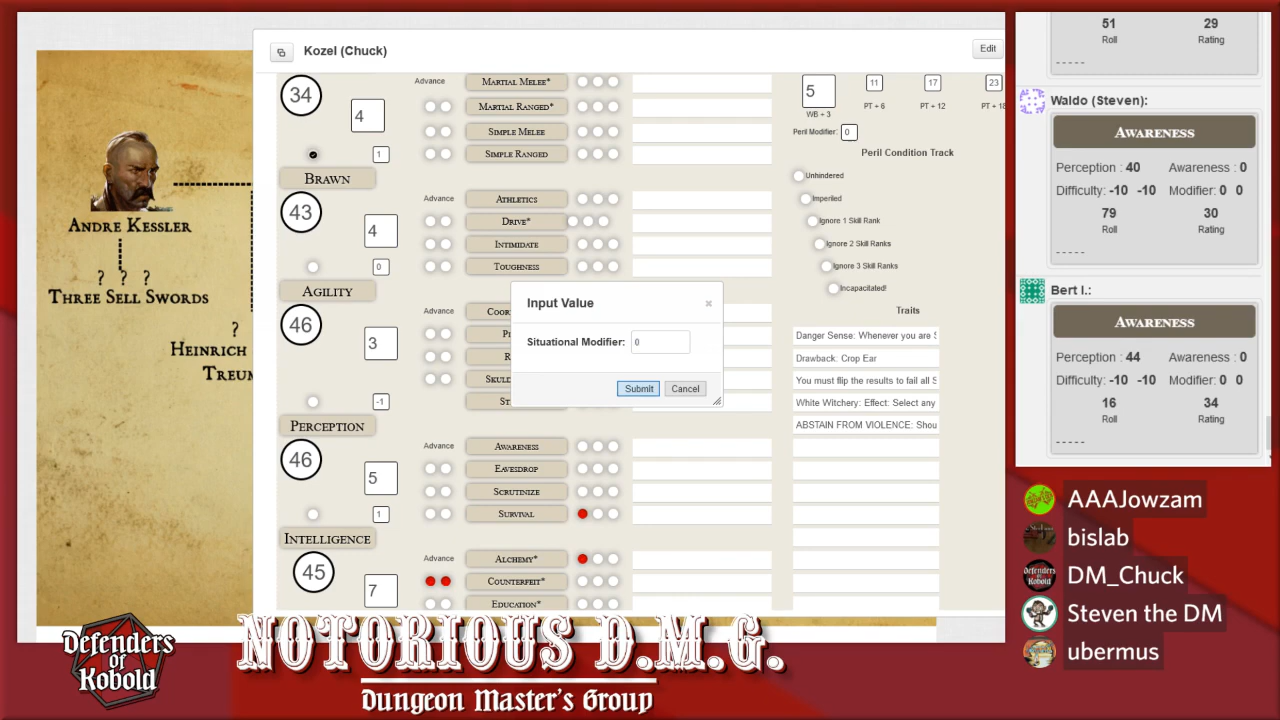 Kozel (Chuck)
Edit
34
4
1
BRAWN
43
4
0
AGILITY
46
3
-1
PERCEPTION
46
5
1
INTELLIGENCE
45
7
Advance
MARTIAL MELEE*
MARTIAL RANGED*
SIMPLE MELEE
SIMPLE RANGED
Advance
ATHLETICS
DRIVE*
INTIMIDATE
TOUGHNESS
Advance
COOR
P
R
SKULD
ST
Advance
AWARENESS
EAVESDROP
SCRUTINIZE
SURVIVAL
Advance
ALCHEMY*
COUNTERFEIT*
EDUCATION*
5
11
17
23
WB + 3
PT + 6
PT + 12
PT + 18
Peril Modifier: 0
Peril Condition Track
Unhindered
Imperiled
Ignore 1 Skill Rank
Ignore 2 Skill Ranks
Ignore 3 Skill Ranks
Incapacitated!
Traits
Danger Sense: Whenever you are S
Drawback: Crop Ear
You must flip the results to fail all S
White Witchery: Effect: Select any
ABSTAIN FROM VIOLENCE: Shou
Input Value
×
Situational Modifier: 0
Submit
Cancel
ANDRE KESSLER
? ? ?
THREE SELL SWORDS
?
HEINRICH
TREUM
51 29
Roll Rating
-----
Waldo (Steven):
AWARENESS
Perception : 40 Awareness : 0
Difficulty: -10 -10 Modifier: 0 0
79 30
Roll Rating
-----
Bert I.:
AWARENESS
Perception : 44 Awareness : 0
Difficulty: -10 -10 Modifier: 0 0
16 34
Roll Rating
-----
AAAJowzam
bislab
DM_Chuck
Steven the DM
ubermus
Defenders
of
Kobold
NOTORIOUS D.M.G.
Dungeon Master's Group